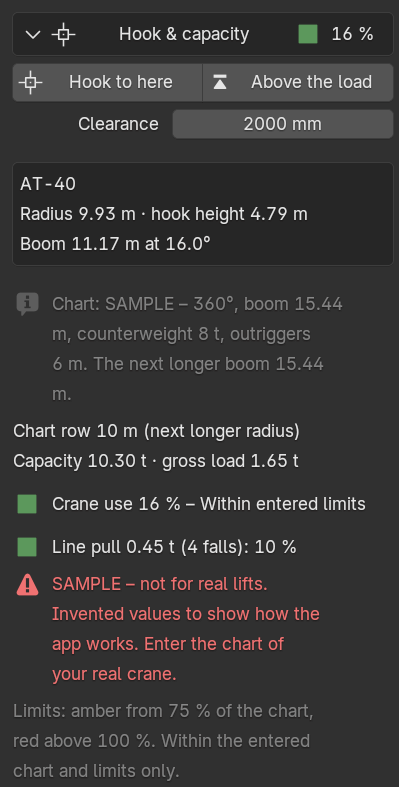 Hook & capacity 16 %
Hook to here Above the load
Clearance 2000 mm
AT-40
Radius 9.93 m · hook height 4.79 m
Boom 11.17 m at 16.0°
Chart: SAMPLE – 360°, boom 15.44
m, counterweight 8 t, outriggers
6 m. The next longer boom 15.44
m.
Chart row 10 m (next longer radius)
Capacity 10.30 t · gross load 1.65 t
Crane use 16 % – Within entered limits
Line pull 0.45 t (4 falls): 10 %
SAMPLE – not for real lifts.
Invented values to show how the
app works. Enter the chart of
your real crane.
Limits: amber from 75 % of the chart,
red above 100 %. Within the entered
chart and limits only.